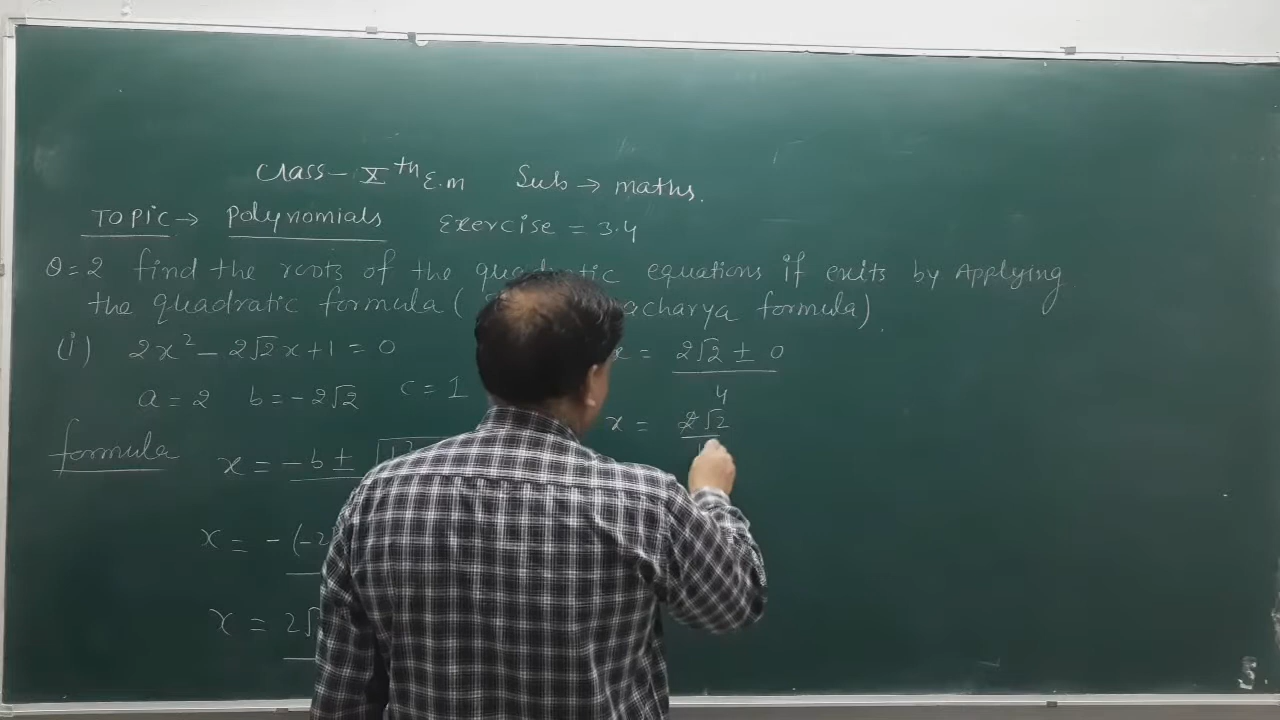 Class - X th E.m Sub → maths.
TOPIC → Polynomials Exercise = 3.4
Q=2 find the roots of the quadratic equations if exits by Applying
the quadratic formula ( acharya formula).
(i) 2x² - 2√2x + 1 = 0
a = 2 b = -2√2 c = 1
formula x = -b ±
x = -(-2
x = 2√
x = 2√2 ± 0
4
x = 2√2